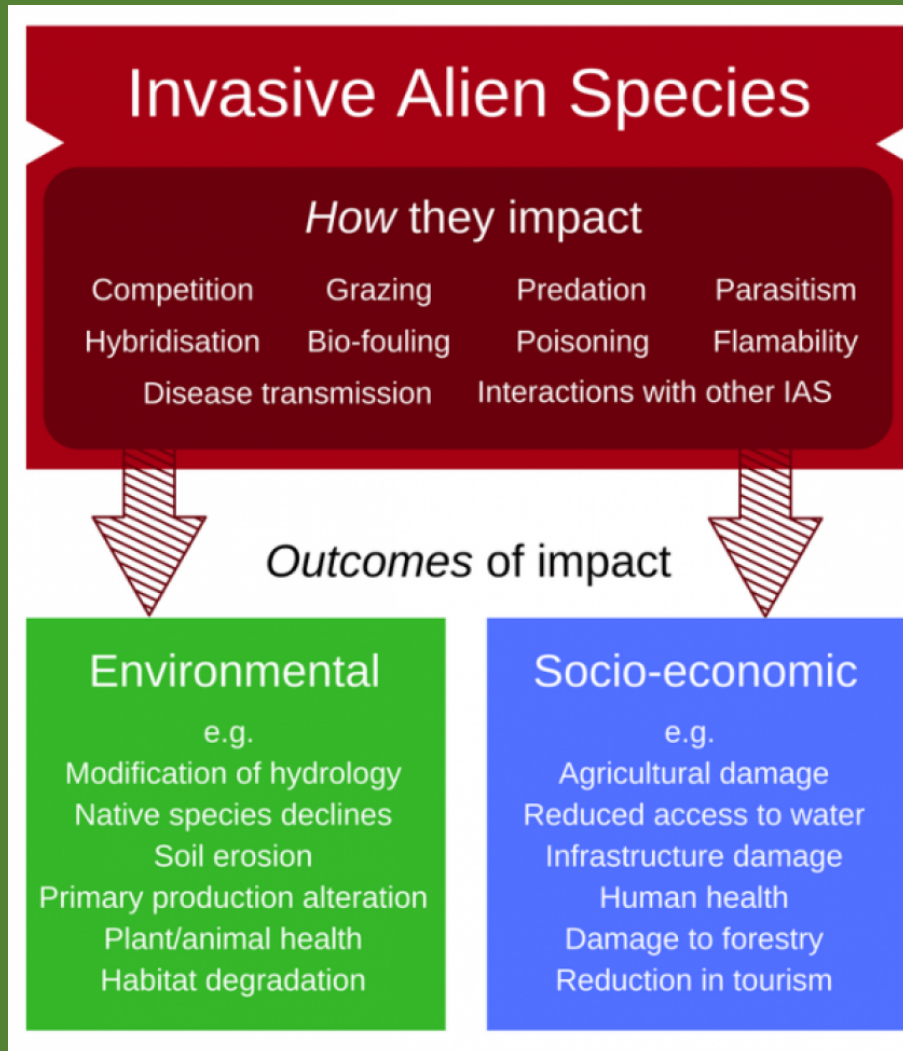 Invasive Alien Species
How they impact
Competition Grazing Predation Parasitism
Hybridisation Bio-fouling Poisoning Flamability
Disease transmission Interactions with other IAS
Outcomes of impact
Environmental
e.g.
Modification of hydrology
Native species declines
Soil erosion
Primary production alteration
Plant/animal health
Habitat degradation
Socio-economic
e.g.
Agricultural damage
Reduced access to water
Infrastructure damage
Human health
Damage to forestry
Reduction in tourism